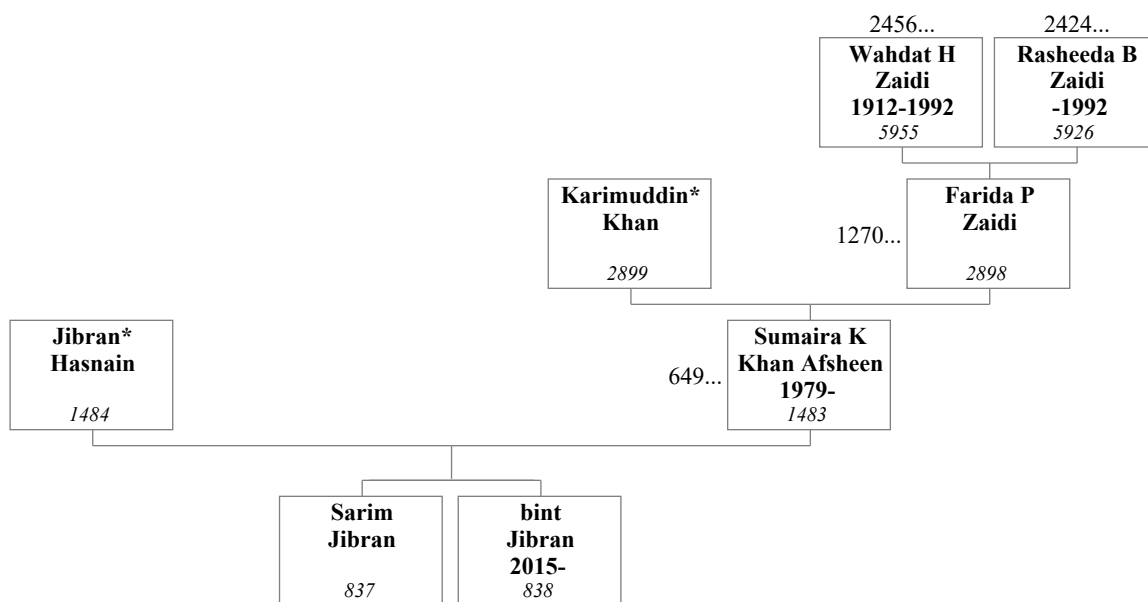 2456...
2424...
Wahdat H
Zaidi
1912-1992
5955
Rasheeda B
Zaidi
-1992
5926
Karimuddin*
Khan
2899
1270...
Farida P
Zaidi
2898
Jibran*
Hasnain
1484
649...
Sumaira K
Khan Afsheen
1979-
1483
Sarim
Jibran
837
bint
Jibran
2015-
838